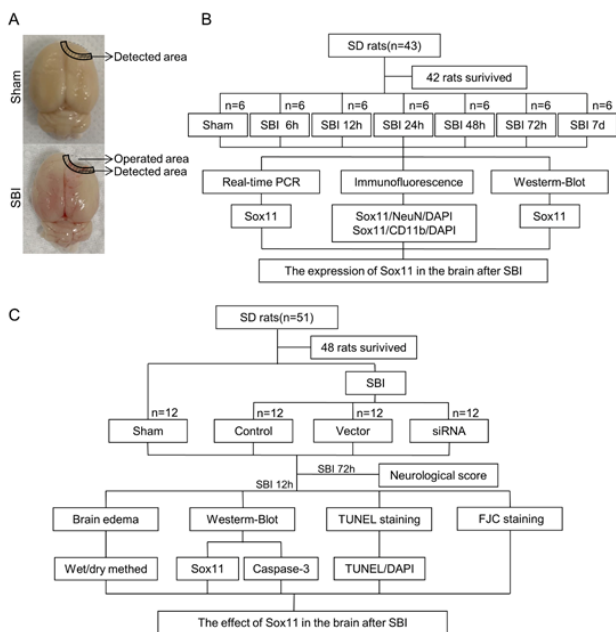 A
Sham
Detected area
SBI
Operated area
Detected area
B
SD rats(n=43)
42 rats surivived
n=6 n=6 n=6 n=6 n=6 n=6 n=6
Sham SBI 6h SBI 12h SBI 24h SBI 48h SBI 72h SBI 7d
Real-time PCR Immunofluorescence Westerm-Blot
Sox11 Sox11/NeuN/DAPI Sox11
Sox11/CD11b/DAPI
The expression of Sox11 in the brain after SBI
C
SD rats(n=51)
48 rats surivived
SBI
n=12 n=12 n=12 n=12
Sham Control Vector siRNA
SBI 72h Neurological score
SBI 12h
Brain edema Westerm-Blot TUNEL staining FJC staining
Wet/dry methed Sox11 Caspase-3 TUNEL/DAPI
The effect of Sox11 in the brain after SBI